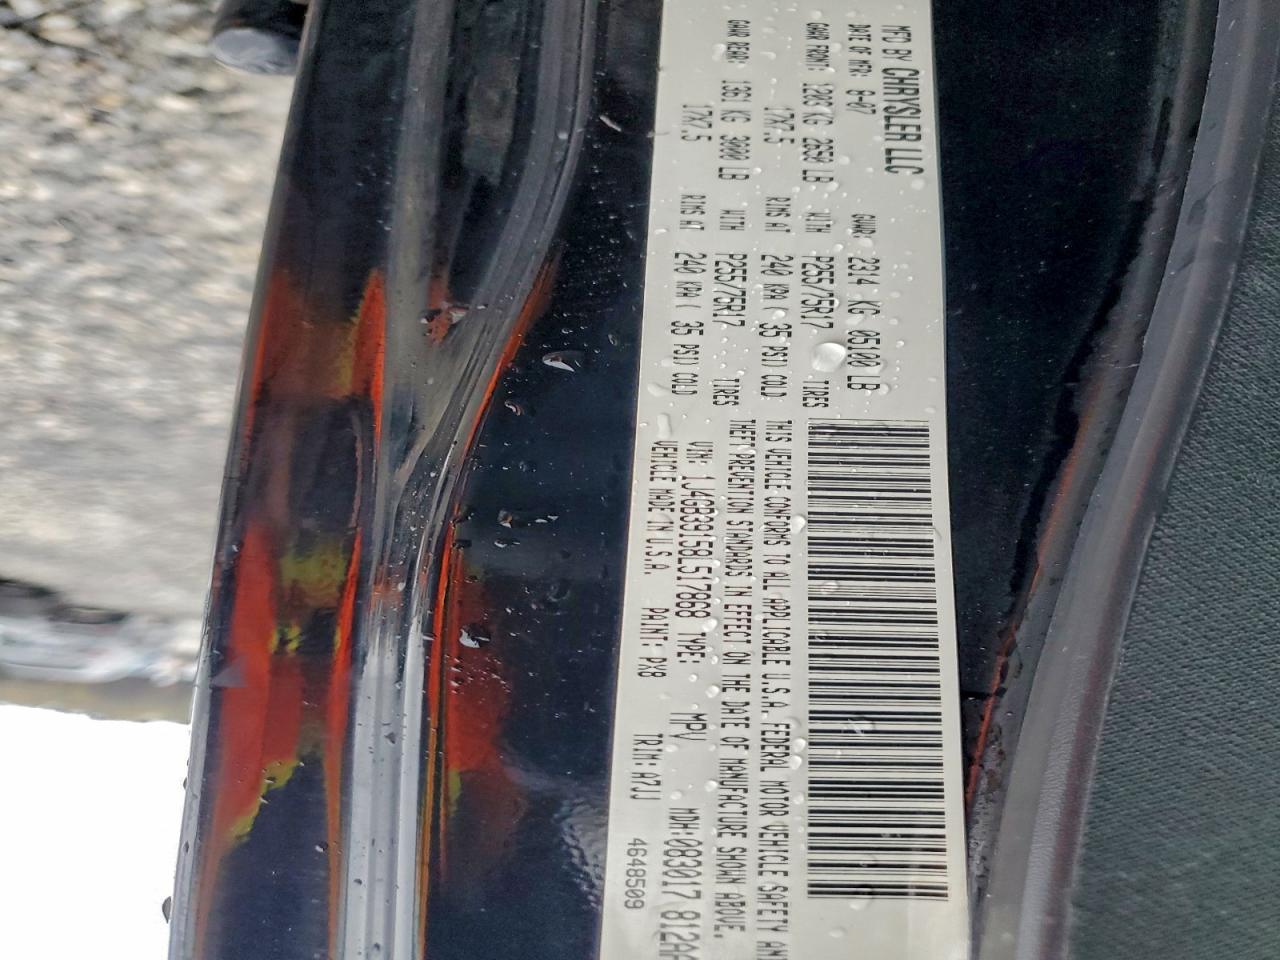 MFD BY CHRYSLER LLC
DATE OF MFR: 8-07 GVWR: 2314 KG 05100 LB
GAWR FRONT: 1203 KG 2650 LB WITH P255/75R17 TIRES
17X7.5 RIMS AT 240 KPA 35 PSI) COLD
GAWR REAR: 1361 KG 3000 LB WITH P255/75R17 TIRES
17X7.5 RIMS AT 240 KPA 35 PSI) COLD
THIS VEHICLE CONFORMS TO ALL APPLICABLE U.S.A. FEDERAL MOTOR VEHICLE SAFETY AN
THEFT PREVENTION STANDARDS IN EFFECT ON THE DATE OF MANUFACTURE SHOWN ABOVE.
VIN: 1J4GB39158L517868 TYPE: MPV MDH:083017 812AA
VEHICLE MADE IN U.S.A. PAINT: PX8 TRIM: A7JJ
4648509